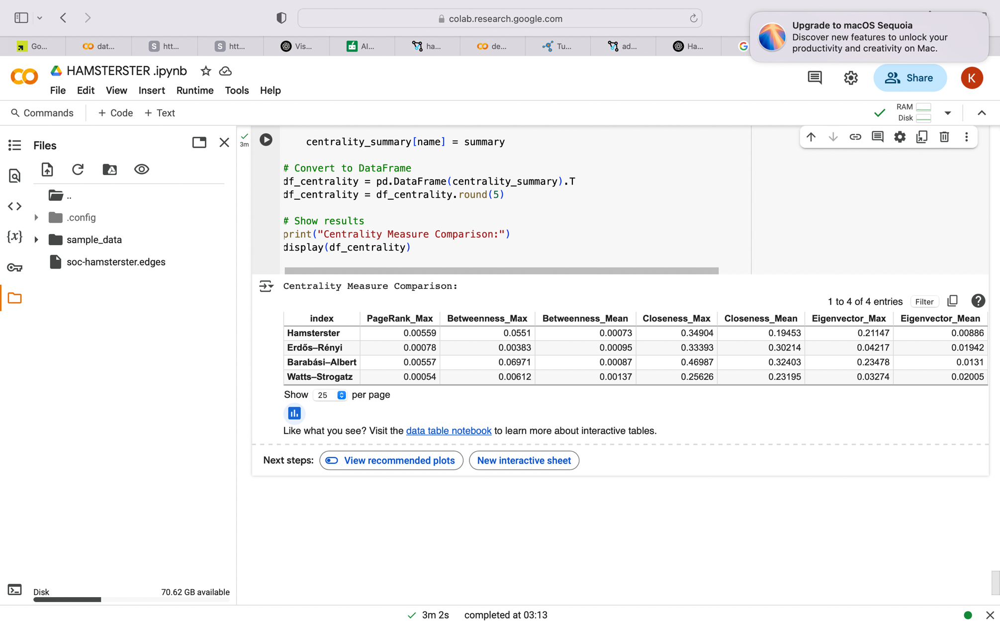 colab.research.google.com
Upgrade to macOS Sequoia
Discover new features to unlock your
productivity and creativity on Mac.
Go...
dat...
S htt...
S htt...
Vis...
AI...
ha...
de...
Tu...
ad...
Ha...
HAMSTERSTER .ipynb
File Edit View Insert Runtime Tools Help
Share
K
Commands
+ Code + Text
RAM
Disk
Files
..
.config
sample_data
soc-hamsterster.edges
{x}
3m
centrality_summary[name] = summary
# Convert to DataFrame
df_centrality = pd.DataFrame(centrality_summary).T
df_centrality = df_centrality.round(5)
# Show results
print("Centrality Measure Comparison:")
display(df_centrality)
Centrality Measure Comparison:
1 to 4 of 4 entries Filter
index PageRank_Max Betweenness_Max Betweenness_Mean Closeness_Max Closeness_Mean Eigenvector_Max Eigenvector_Mean
Hamsterster 0.00559 0.0551 0.00073 0.34904 0.19453 0.21147 0.00886
Erdős–Rényi 0.00078 0.00383 0.00095 0.33393 0.30214 0.04217 0.01942
Barabási–Albert 0.00557 0.06971 0.00087 0.46987 0.32403 0.23478 0.0131
Watts–Strogatz 0.00054 0.00612 0.00137 0.25626 0.23195 0.03274 0.02005
Show 25 per page
Like what you see? Visit the data table notebook to learn more about interactive tables.
Next steps: View recommended plots New interactive sheet
Disk 70.62 GB available
3m 2s completed at 03:13